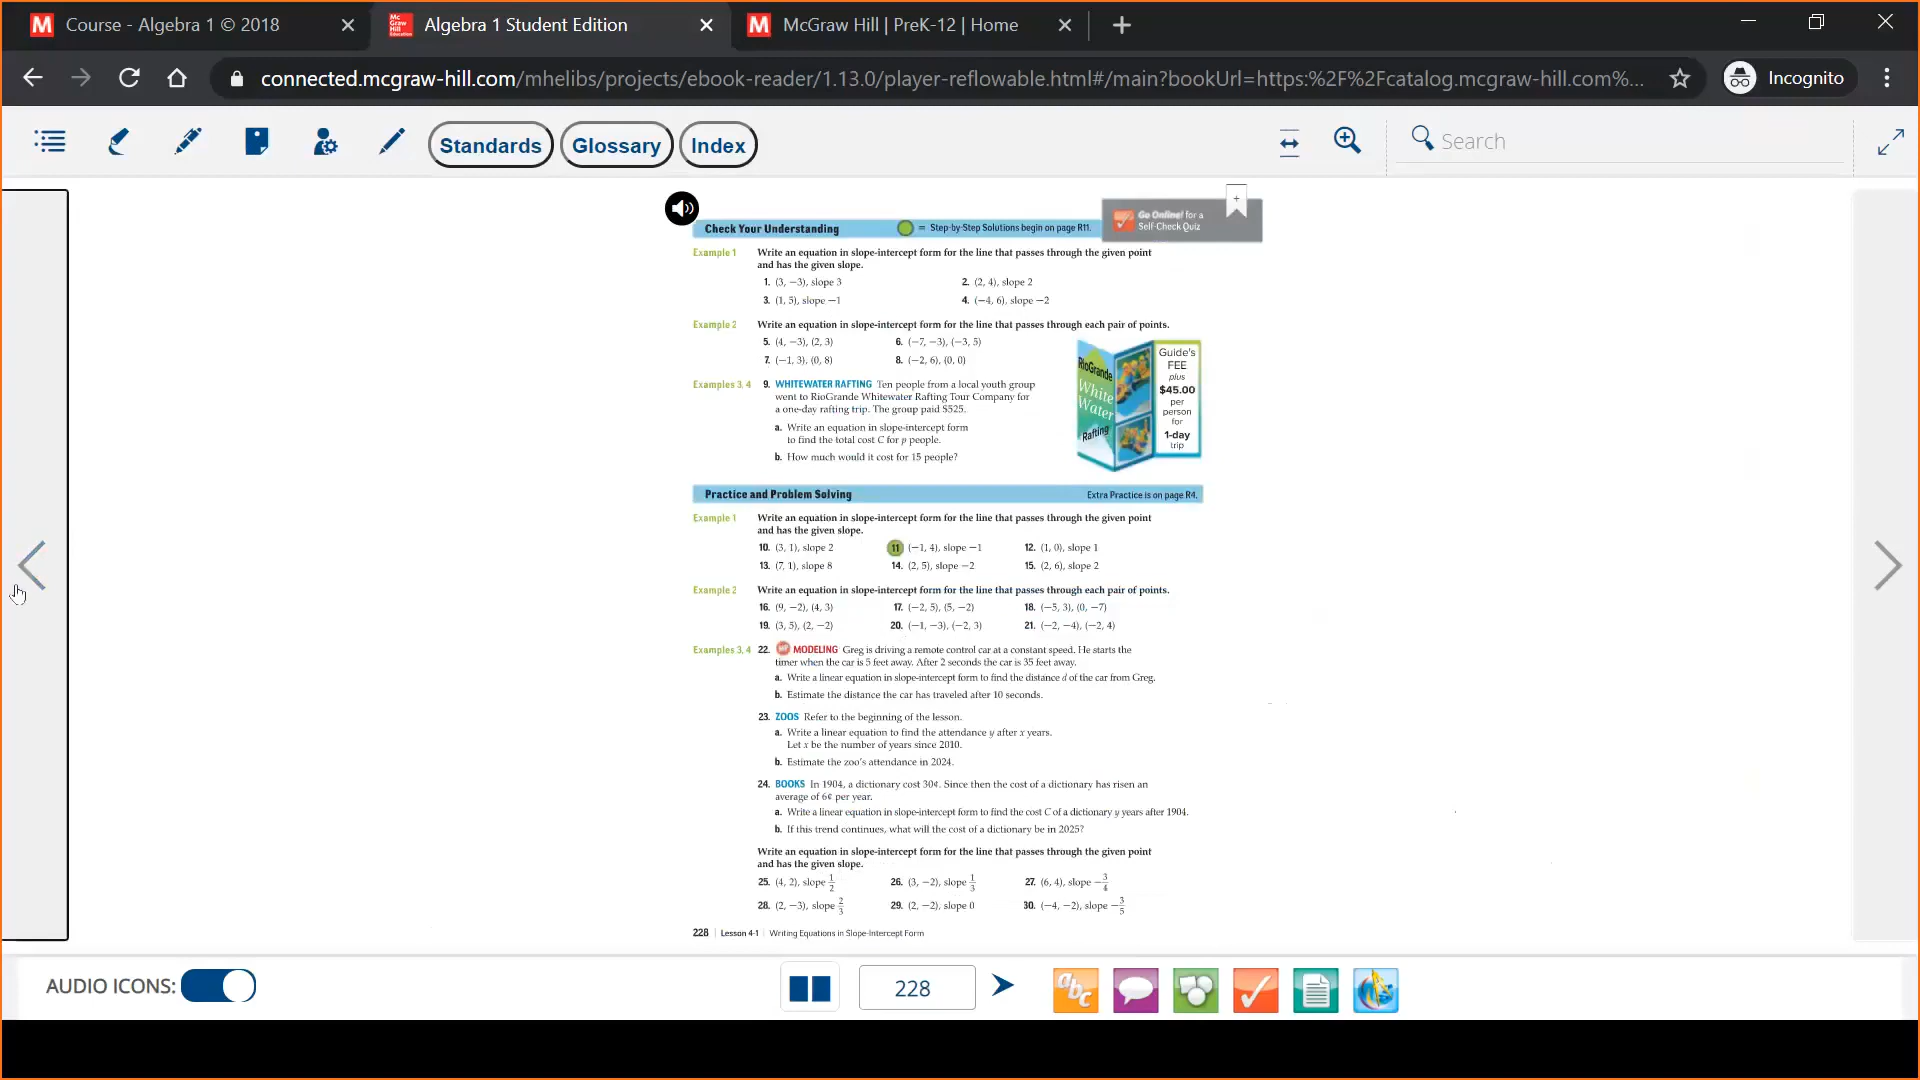 Course - Algebra 1 © 2018
Algebra 1 Student Edition
McGraw Hill | PreK-12 | Home
connected.mcgraw-hill.com/mhelibs/projects/ebook-reader/1.13.0/player-reflowable.html#/main?bookUrl=https:%2F%2Fcatalog.mcgraw-hill.com%...
Incognito
Standards
Glossary
Index
Search
Check Your Understanding
= Step-by-Step Solutions begin on page R11.
Go Online! for a
Self-Check Quiz
Example 1 Write an equation in slope-intercept form for the line that passes through the given point
and has the given slope.
1. (3, −3), slope 3 2. (2, 4), slope 2
3. (1, 5), slope −1 4. (−4, 6), slope −2
Example 2 Write an equation in slope-intercept form for the line that passes through each pair of points.
5. (4, −3), (2, 3) 6. (−7, −3), (−3, 5)
7. (−1, 3), (0, 8) 8. (−2, 6), (0, 0)
Examples 3, 4 9. WHITEWATER RAFTING Ten people from a local youth group
went to RioGrande Whitewater Rafting Tour Company for
a one-day rafting trip. The group paid $525.
a. Write an equation in slope-intercept form
to find the total cost C for p people.
b. How much would it cost for 15 people?
RioGrande
White
Water
Rafting
Guide's
FEE
plus
$45.00
per
person
for
1-day
trip
Practice and Problem Solving Extra Practice is on page R4.
Example 1 Write an equation in slope-intercept form for the line that passes through the given point
and has the given slope.
10. (3, 1), slope 2 11 (−1, 4), slope −1 12. (1, 0), slope 1
13. (7, 1), slope 8 14. (2, 5), slope −2 15. (2, 6), slope 2
Example 2 Write an equation in slope-intercept form for the line that passes through each pair of points.
16. (9, −2), (4, 3) 17. (−2, 5), (5, −2) 18. (−5, 3), (0, −7)
19. (3, 5), (2, −2) 20. (−1, −3), (−2, 3) 21. (−2, −4), (−2, 4)
Examples 3, 4 22. MP MODELING Greg is driving a remote control car at a constant speed. He starts the
timer when the car is 5 feet away. After 2 seconds the car is 35 feet away.
a. Write a linear equation in slope-intercept form to find the distance d of the car from Greg.
b. Estimate the distance the car has traveled after 10 seconds.
23. ZOOS Refer to the beginning of the lesson.
a. Write a linear equation to find the attendance y after x years.
Let x be the number of years since 2010.
b. Estimate the zoo's attendance in 2024.
24. BOOKS In 1904, a dictionary cost 30¢. Since then the cost of a dictionary has risen an
average of 6¢ per year.
a. Write a linear equation in slope-intercept form to find the cost C of a dictionary y years after 1904.
b. If this trend continues, what will the cost of a dictionary be in 2025?
Write an equation in slope-intercept form for the line that passes through the given point
and has the given slope.
25. (4, 2), slope 1/2 26. (3, −2), slope 1/3 27. (6, 4), slope −3/4
28. (2, −3), slope 2/3 29. (2, −2), slope 0 30. (−4, −2), slope −3/5
228 | Lesson 4-1 | Writing Equations in Slope-Intercept Form
AUDIO ICONS:
228
abc